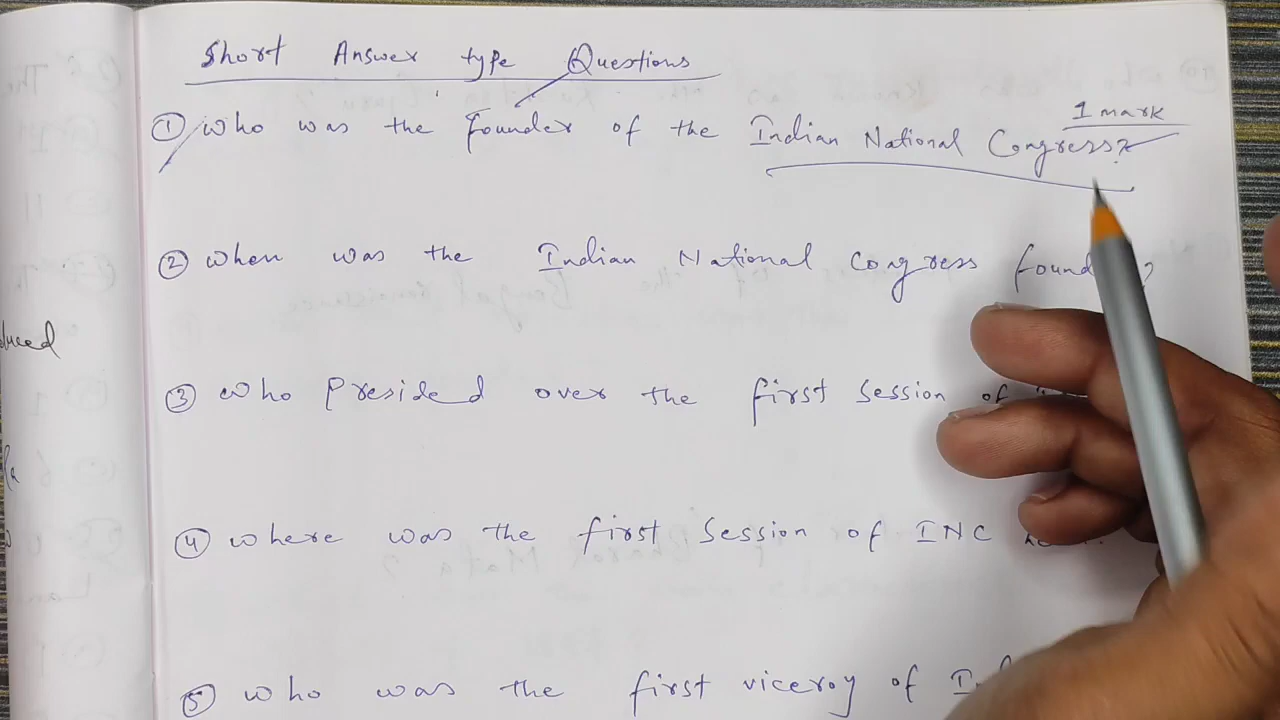 Short Answer type Questions
1 mark
① Who was the founder of the Indian National Congress?
② when was the Indian National Congress found ?
③ who Presided over the first session of
④ where was the first session of INC
⑤ who was the first viceroy of